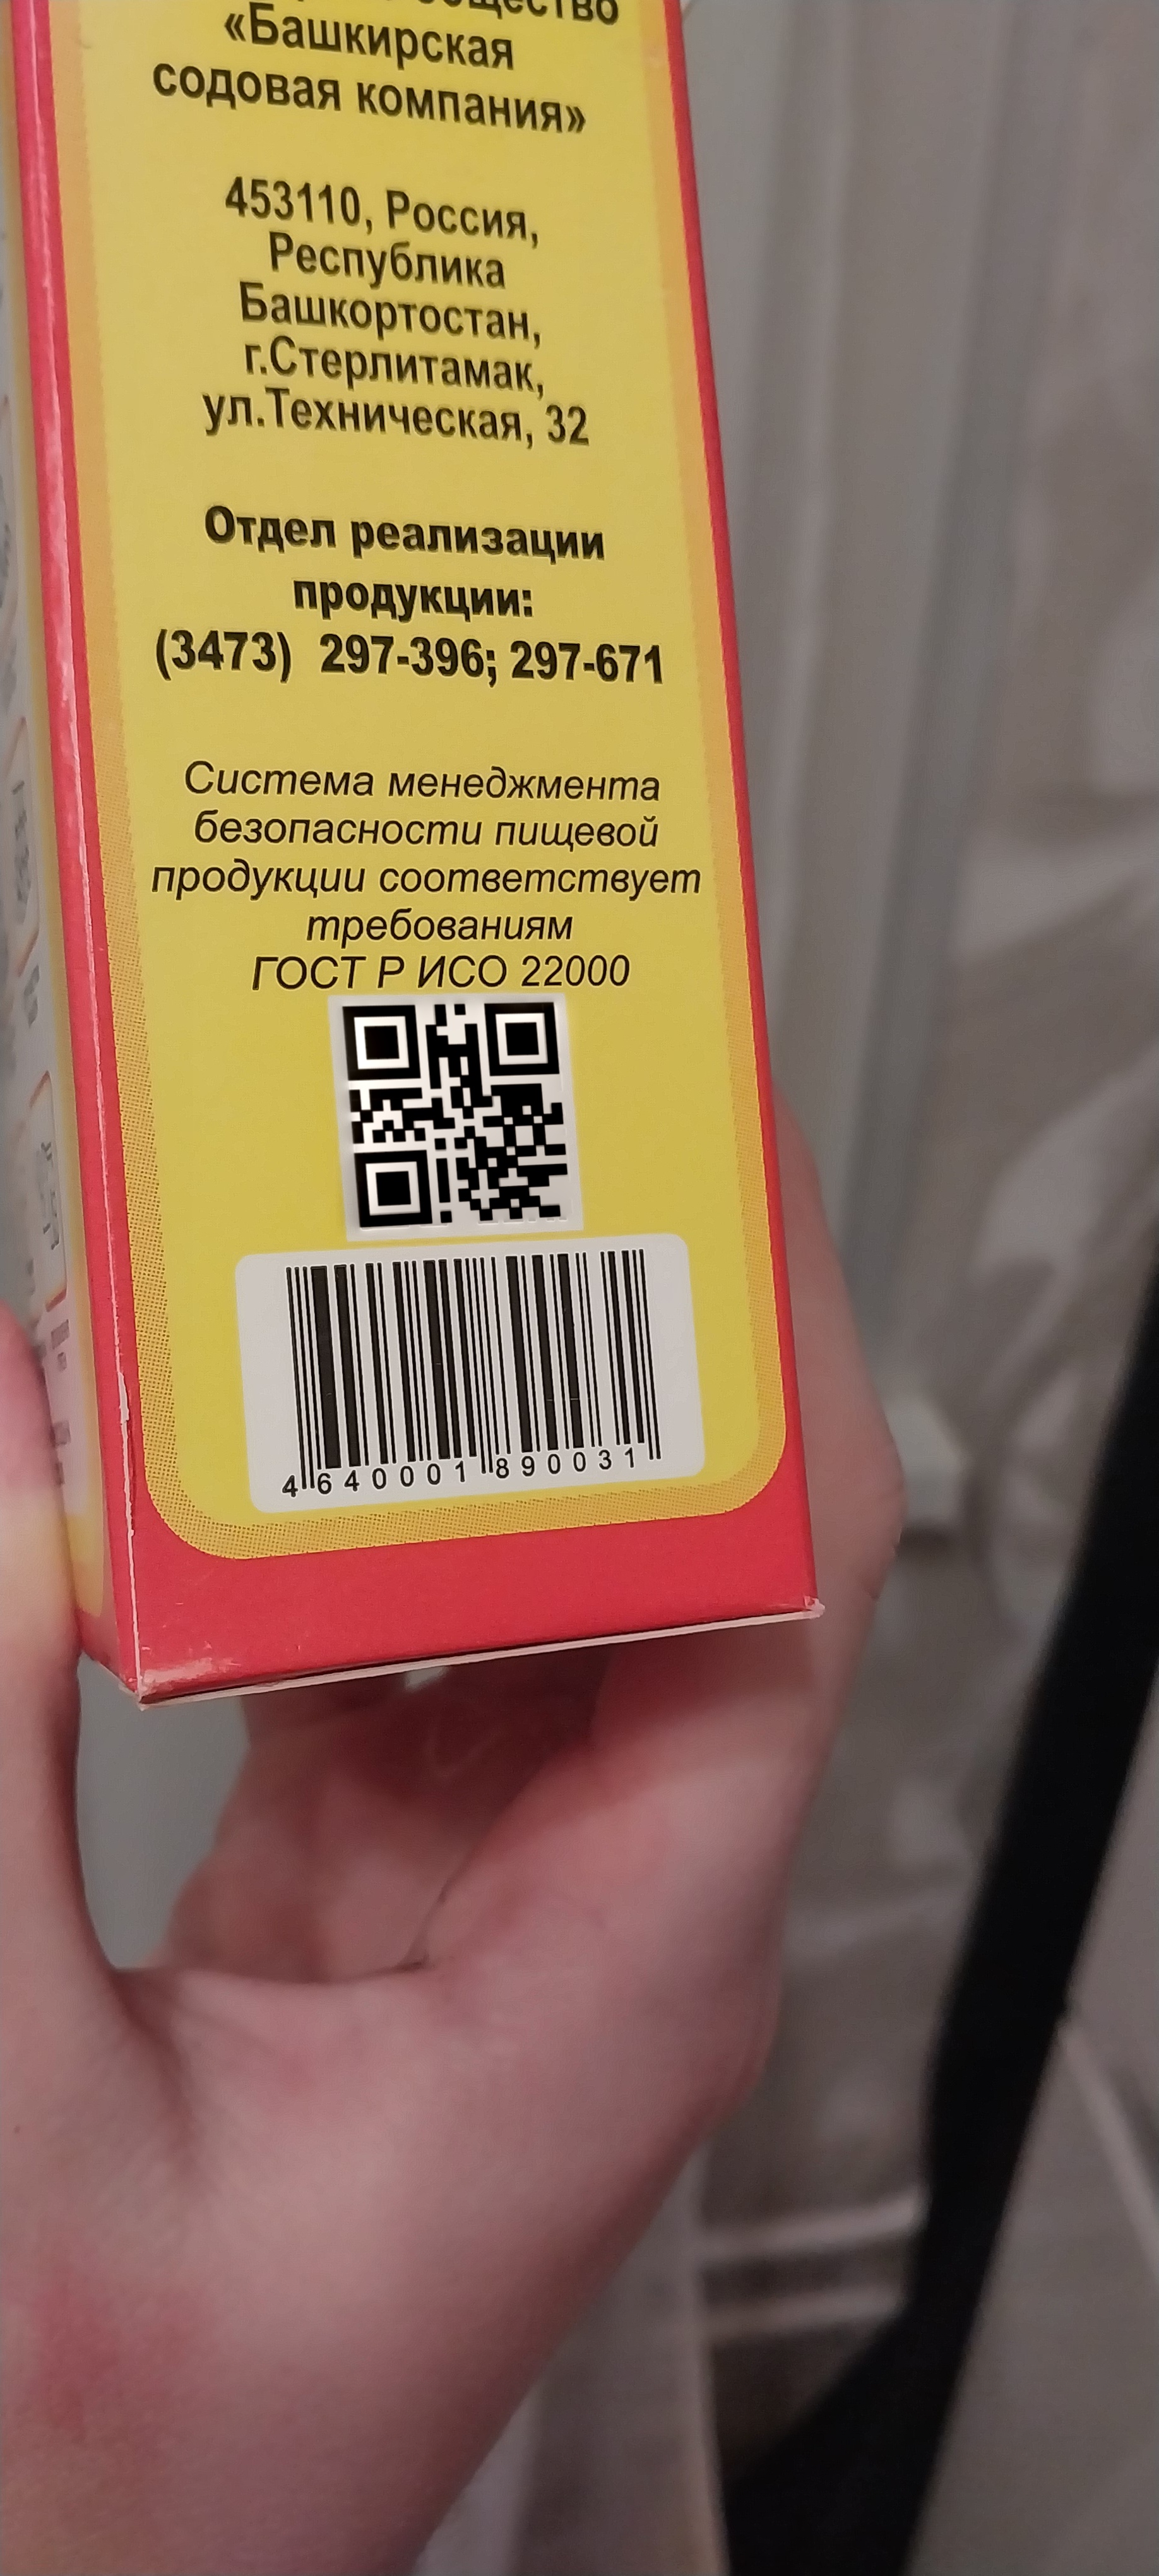 общество
«Башкирская
содовая компания»
453110, Россия,
Республика
Башкортостан,
г.Стерлитамак,
ул.Техническая, 32
Отдел реализации
продукции:
(3473) 297-396; 297-671
Система менеджмента
безопасности пищевой
продукции соответствует
требованиям
ГОСТ Р ИСО 22000
4 640001 890031